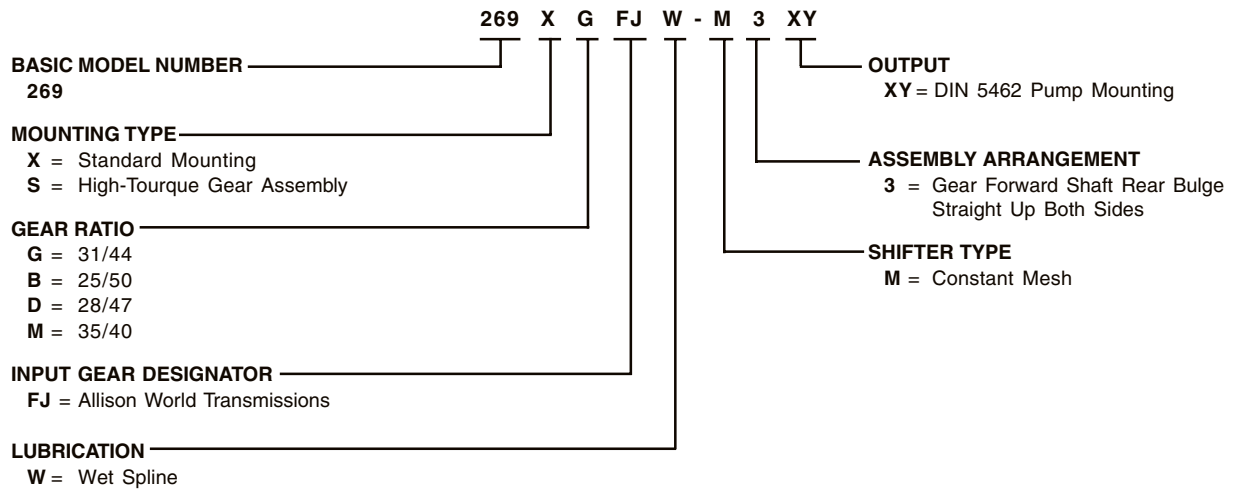 269 X G FJ W - M 3 XY
BASIC MODEL NUMBER
269
MOUNTING TYPE
X = Standard Mounting
S = High-Tourque Gear Assembly
GEAR RATIO
G = 31/44
B = 25/50
D = 28/47
M = 35/40
INPUT GEAR DESIGNATOR
FJ = Allison World Transmissions
LUBRICATION
W = Wet Spline
OUTPUT
XY = DIN 5462 Pump Mounting
ASSEMBLY ARRANGEMENT
3 = Gear Forward Shaft Rear Bulge
Straight Up Both Sides
SHIFTER TYPE
M = Constant Mesh